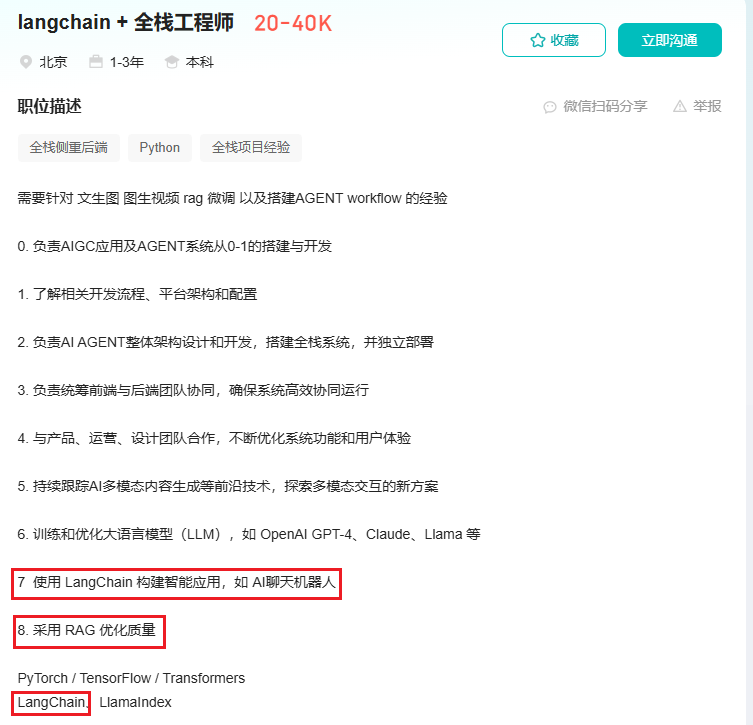 langchain + 全栈工程师 20-40K
收藏 立即沟通
北京 1-3年 本科
职位描述
微信扫码分享 举报
全栈侧重后端 Python 全栈项目经验
需要针对 文生图 图生视频 rag 微调 以及搭建AGENT workflow 的经验
0. 负责AIGC应用及AGENT系统从0-1的搭建与开发
1. 了解相关开发流程、平台架构和配置
2. 负责AI AGENT整体架构设计和开发，搭建全栈系统，并独立部署
3. 负责统筹前端与后端团队协同，确保系统高效协同运行
4. 与产品、运营、设计团队合作，不断优化系统功能和用户体验
5. 持续跟踪AI多模态内容生成等前沿技术，探索多模态交互的新方案
6. 训练和优化大语言模型（LLM），如 OpenAI GPT-4、Claude、Llama 等
7 使用 LangChain 构建智能应用，如 AI聊天机器人
8. 采用 RAG 优化质量
PyTorch / TensorFlow / Transformers
LangChain、LlamaIndex